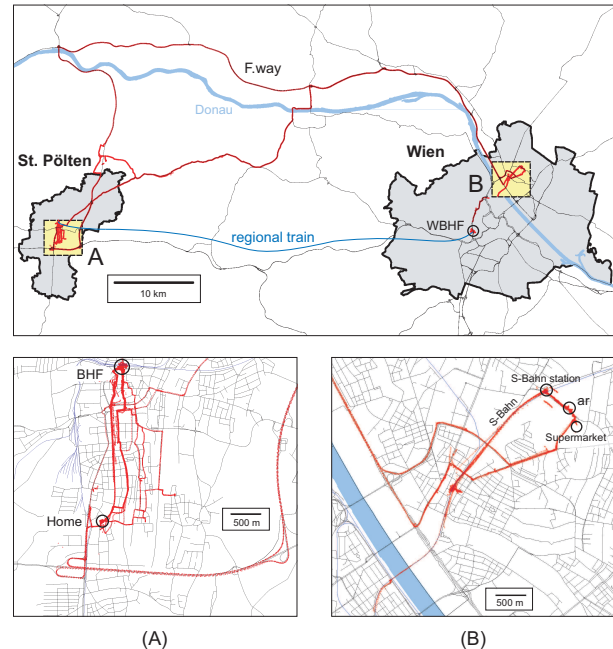 F.way
Donau
St. Pölten
Wien
B
WBHF
regional train
A
10 km
BHF
Home
500 m
S-Bahn station
S-Bahn
ar
Supermarket
500 m
(A)
(B)